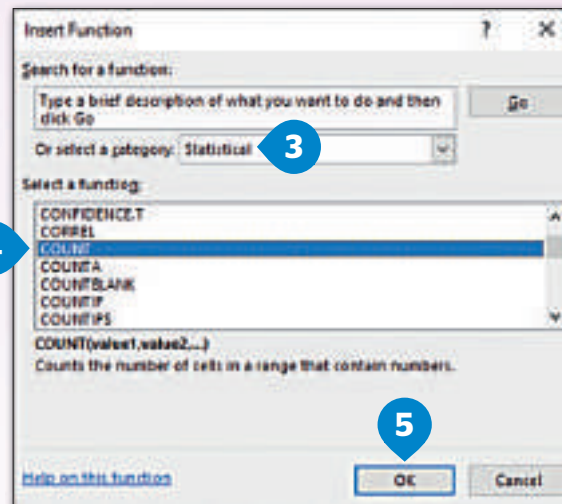 Insert Function ? ×
Search for a function:
Type a brief description of what you want to do and then
click Go
Go
Or select a category: Statistical
3
Select a function:
CONFIDENCE.T
CORREL
COUNT
COUNTA
COUNTBLANK
COUNTIF
COUNTIFS
COUNT(value1,value2,...)
Counts the number of cells in a range that contain numbers.
5
Help on this function
OK
Cancel